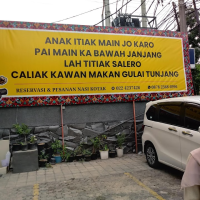 ANAK ITIAK MAIN JO KARO
PAI MAIN KA BAWAH JANJANG
LAH TITIAK SALERO
CALIAK KAWAN MAKAN GULAI TUNJANG
RESERVASI & PESANAN NASI KOTAK